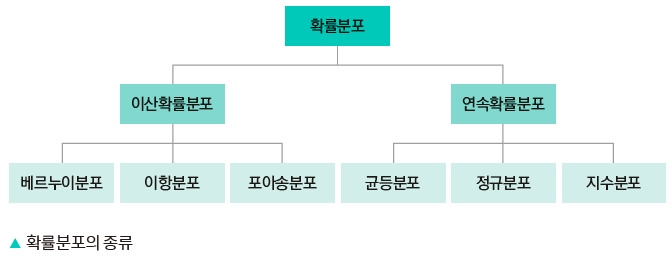 확률분포
이산확률분포 연속확률분포
베르누이분포 이항분포 포아송분포 균등분포 정규분포 지수분포
▲ 확률분포의 종류